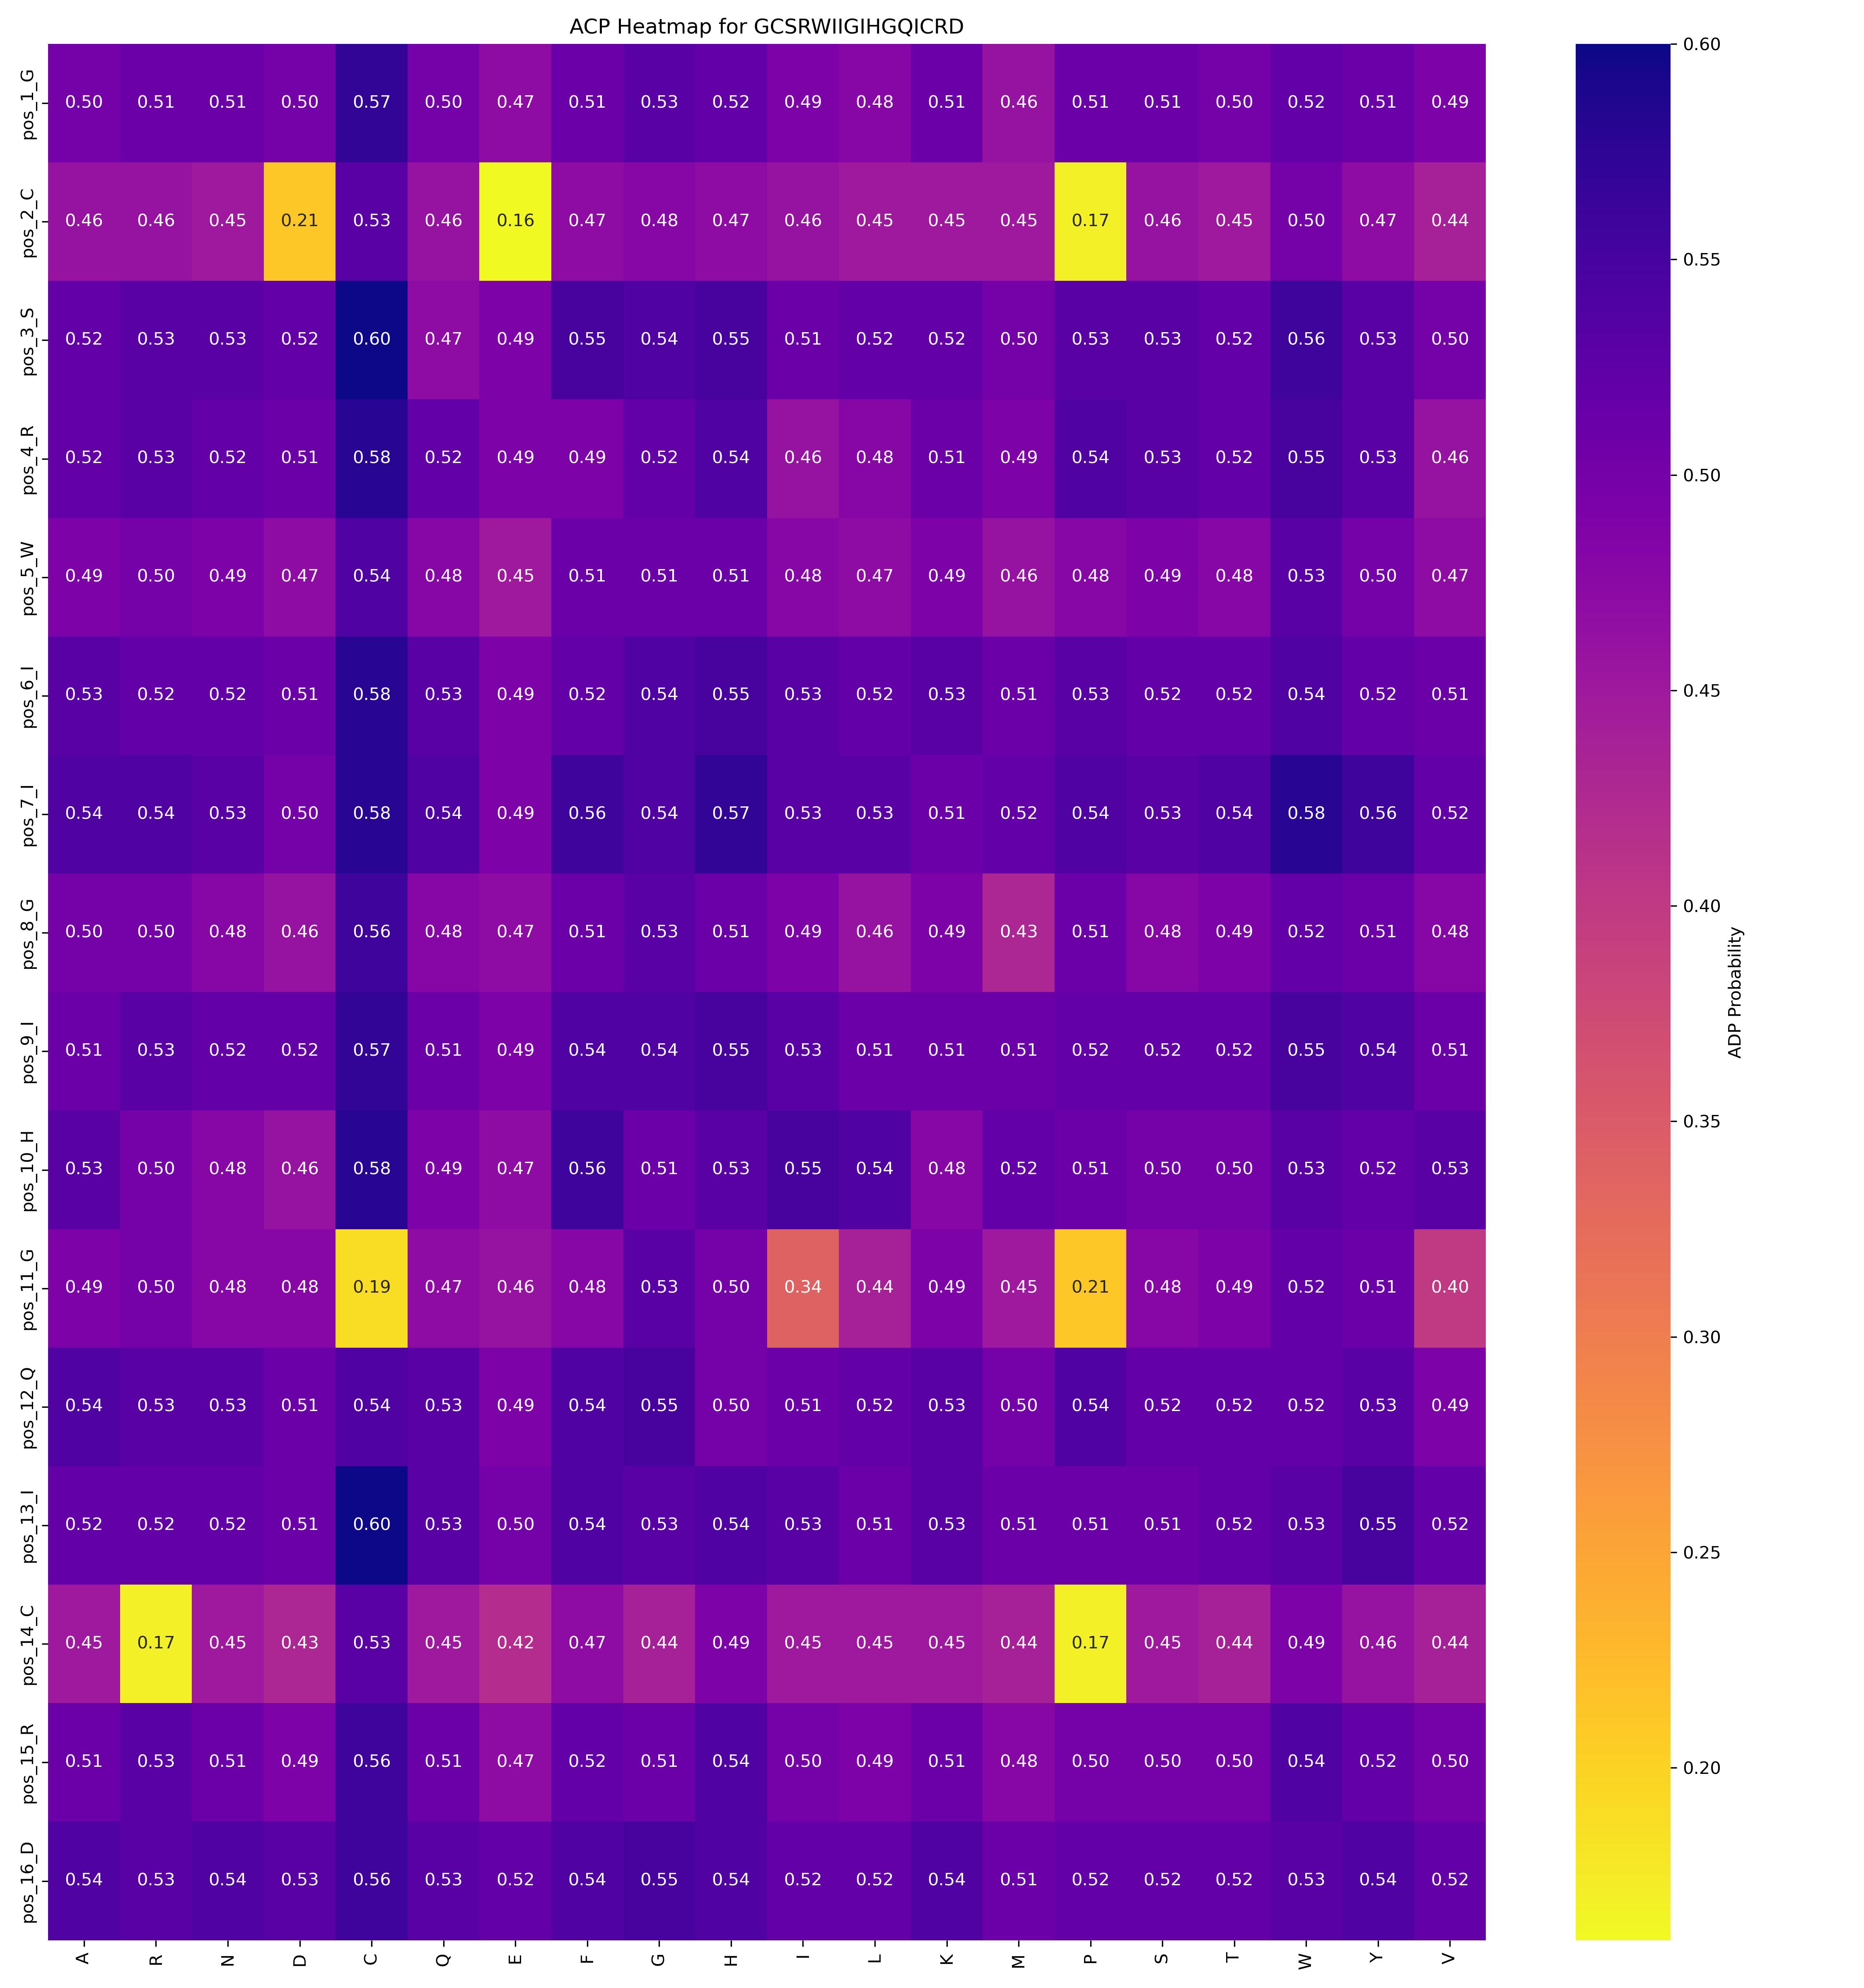 ACP Heatmap for GCSRWIIGIHGQICRD
pos_1_G 0.50 0.51 0.51 0.50 0.57 0.50 0.47 0.51 0.53 0.52 0.49 0.48 0.51 0.46 0.51 0.51 0.50 0.52 0.51 0.49
pos_2_C 0.46 0.46 0.45 0.21 0.53 0.46 0.16 0.47 0.48 0.47 0.46 0.45 0.45 0.45 0.17 0.46 0.45 0.50 0.47 0.44
pos_3_S 0.52 0.53 0.53 0.52 0.60 0.47 0.49 0.55 0.54 0.55 0.51 0.52 0.52 0.50 0.53 0.53 0.52 0.56 0.53 0.50
pos_4_R 0.52 0.53 0.52 0.51 0.58 0.52 0.49 0.49 0.52 0.54 0.46 0.48 0.51 0.49 0.54 0.53 0.52 0.55 0.53 0.46
pos_5_W 0.49 0.50 0.49 0.47 0.54 0.48 0.45 0.51 0.51 0.51 0.48 0.47 0.49 0.46 0.48 0.49 0.48 0.53 0.50 0.47
pos_6_I 0.53 0.52 0.52 0.51 0.58 0.53 0.49 0.52 0.54 0.55 0.53 0.52 0.53 0.51 0.53 0.52 0.52 0.54 0.52 0.51
pos_7_I 0.54 0.54 0.53 0.50 0.58 0.54 0.49 0.56 0.54 0.57 0.53 0.53 0.51 0.52 0.54 0.53 0.54 0.58 0.56 0.52
pos_8_G 0.50 0.50 0.48 0.46 0.56 0.48 0.47 0.51 0.53 0.51 0.49 0.46 0.49 0.43 0.51 0.48 0.49 0.52 0.51 0.48
pos_9_I 0.51 0.53 0.52 0.52 0.57 0.51 0.49 0.54 0.54 0.55 0.53 0.51 0.51 0.51 0.52 0.52 0.52 0.55 0.54 0.51
pos_10_H 0.53 0.50 0.48 0.46 0.58 0.49 0.47 0.56 0.51 0.53 0.55 0.54 0.48 0.52 0.51 0.50 0.50 0.53 0.52 0.53
pos_11_G 0.49 0.50 0.48 0.48 0.19 0.47 0.46 0.48 0.53 0.50 0.34 0.44 0.49 0.45 0.21 0.48 0.49 0.52 0.51 0.40
pos_12_Q 0.54 0.53 0.53 0.51 0.54 0.53 0.49 0.54 0.55 0.50 0.51 0.52 0.53 0.50 0.54 0.52 0.52 0.52 0.53 0.49
pos_13_I 0.52 0.52 0.52 0.51 0.60 0.53 0.50 0.54 0.53 0.54 0.53 0.51 0.53 0.51 0.51 0.51 0.52 0.53 0.55 0.52
pos_14_C 0.45 0.17 0.45 0.43 0.53 0.45 0.42 0.47 0.44 0.49 0.45 0.45 0.45 0.44 0.17 0.45 0.44 0.49 0.46 0.44
pos_15_R 0.51 0.53 0.51 0.49 0.56 0.51 0.47 0.52 0.51 0.54 0.50 0.49 0.51 0.48 0.50 0.50 0.50 0.54 0.52 0.50
pos_16_D 0.54 0.53 0.54 0.53 0.56 0.53 0.52 0.54 0.55 0.54 0.52 0.52 0.54 0.51 0.52 0.52 0.52 0.53 0.54 0.52
A R N D C Q E F G H I L K M P S T W Y V
0.60
0.55
0.50
0.45
0.40
0.35
0.30
0.25
0.20
ADP Probability